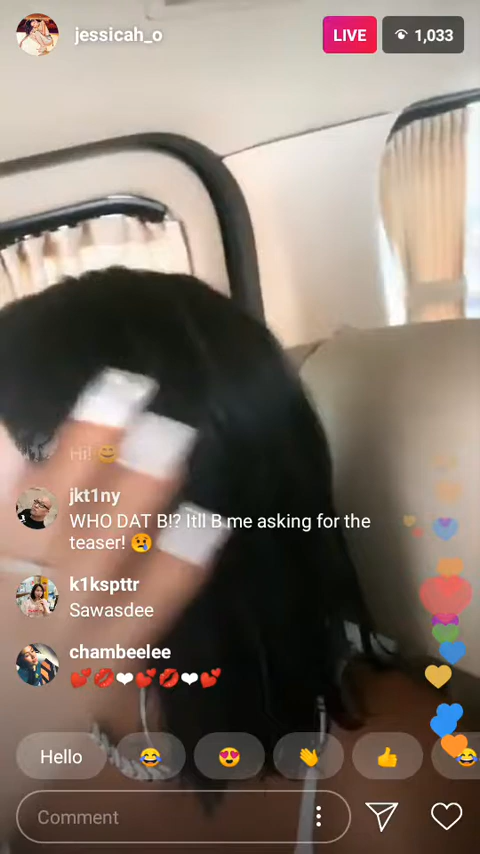 jessicah_o
LIVE
1,033
Hi! 😊
jkt1ny
WHO DAT B!? Itll B me asking for the
teaser! 😢
k1kspttr
Sawasdee
chambeelee
💕💋❤💕💋❤💕
Hello 😂 😍 👋 👍 😂
Comment